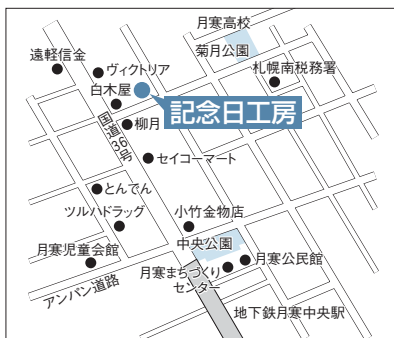 月寒高校
菊月公園
遠軽信金
ヴィクトリア
札幌南税務署
白木屋
記念日工房
柳月
国道36号
セイコーマート
とんでん
ツルハドラッグ
小竹金物店
中央公園
月寒児童会館
月寒公民館
月寒まちづくり
センター
アンパン道路
地下鉄月寒中央駅